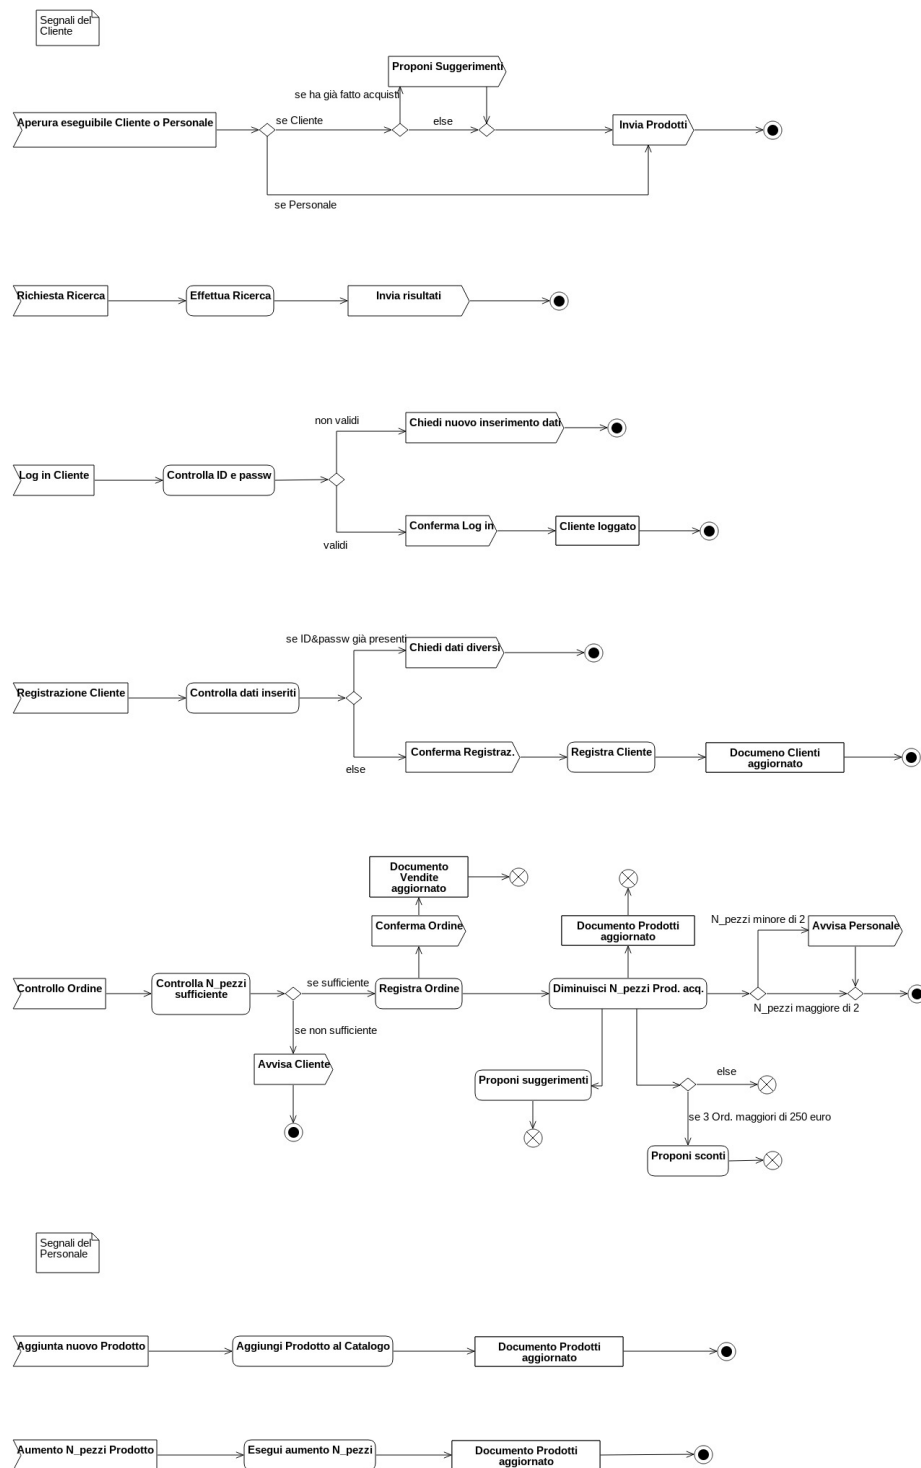 Segnali del
Cliente
Proponi Suggerimenti
se ha già fatto acquisti
Aperura eseguibile Cliente o Personale
se Cliente
else
Invia Prodotti
se Personale
Richiesta Ricerca
Effettua Ricerca
Invia risultati
non validi
Chiedi nuovo inserimento dati
Log in Cliente
Controlla ID e passw
Conferma Log in
Cliente loggato
validi
se ID&passw già presenti
Chiedi dati diversi
Registrazione Cliente
Controlla dati inseriti
Conferma Registraz.
Registra Cliente
Documeno Clienti
aggiornato
else
Documento
Vendite
aggiornato
Conferma Ordine
Documento Prodotti
aggiornato
N_pezzi minore di 2
Avvisa Personale
Controllo Ordine
Controlla N_pezzi
sufficiente
se sufficiente
Registra Ordine
Diminuisci N_pezzi Prod. acq.
N_pezzi maggiore di 2
se non sufficiente
Avvisa Cliente
Proponi suggerimenti
else
se 3 Ord. maggiori di 250 euro
Proponi sconti
Segnali del
Personale
Aggiunta nuovo Prodotto
Aggiungi Prodotto al Catalogo
Documento Prodotti
aggiornato
Aumento N_pezzi Prodotto
Esegui aumento N_pezzi
Documento Prodotti
aggiornato